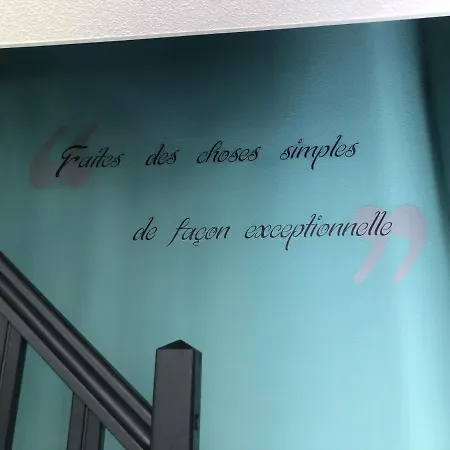 “Faites des choses simples
de façon exceptionnelle”